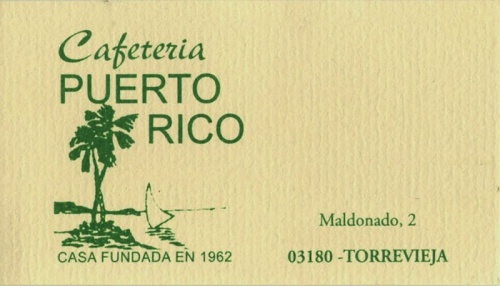 Cafeteria
PUERTO
RICO
CASA FUNDADA EN 1962
Maldonado, 2
03180 -TORREVIEJA